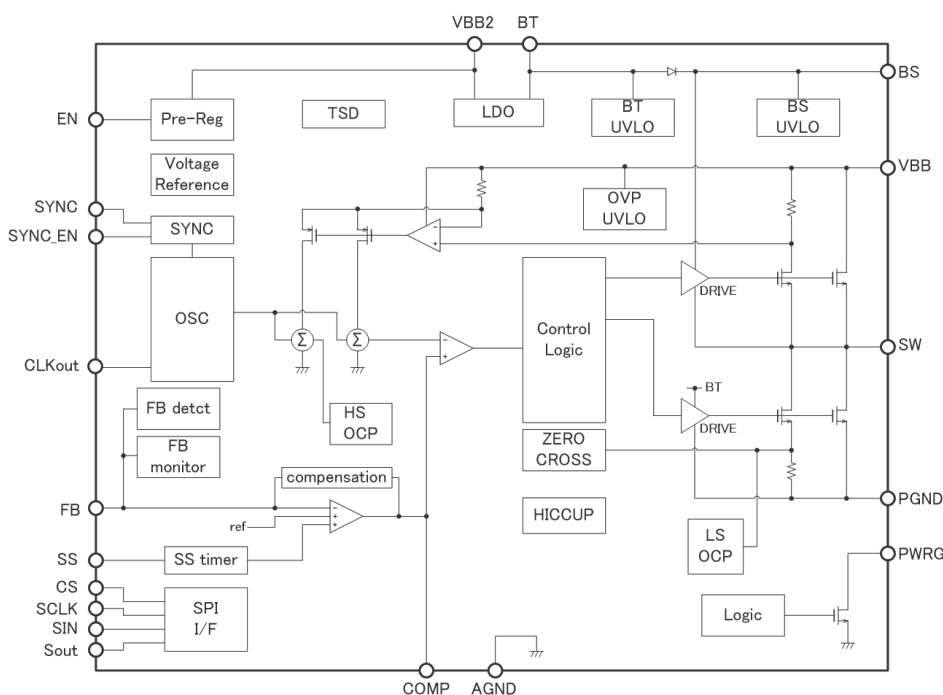 VBB2
BT
BS
EN
Pre-Reg
TSD
LDO
BT
UVLO
BS
UVLO
Voltage
Reference
VBB
OVP
UVLO
SYNC
SYNC_EN
SYNC
−
+
OSC
Control
Logic
DRIVE
Σ
Σ
−
+
SW
CLKout
BT
DRIVE
FB detct
HS
OCP
FB
monitor
ZERO
CROSS
compensation
FB
−
+
+
ref
HICCUP
PGND
LS
OCP
SS
SS timer
PWRG
CS
SCLK
SIN
Sout
SPI
I/F
Logic
COMP
AGND